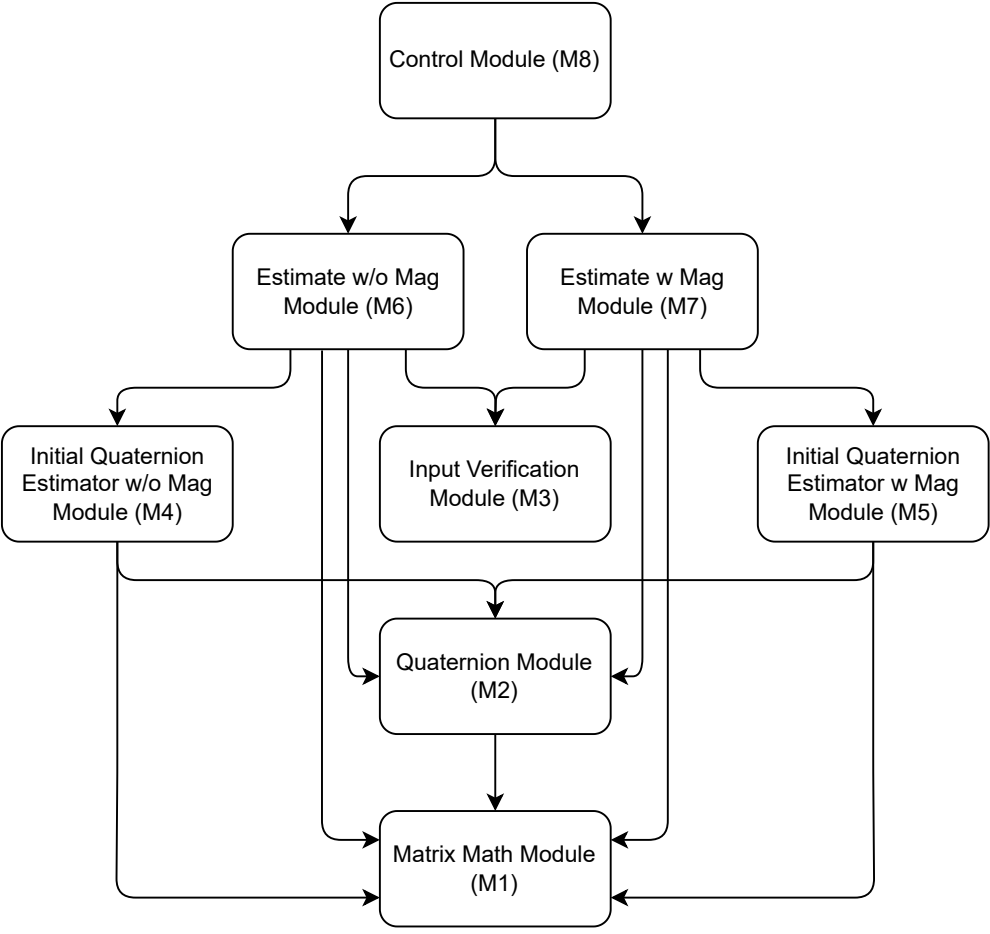 Control Module (M8)
Estimate w/o Mag
Module (M6)
Estimate w Mag
Module (M7)
Initial Quaternion
Estimator w/o Mag
Module (M4)
Input Verification
Module (M3)
Initial Quaternion
Estimator w Mag
Module (M5)
Quaternion Module
(M2)
Matrix Math Module
(M1)